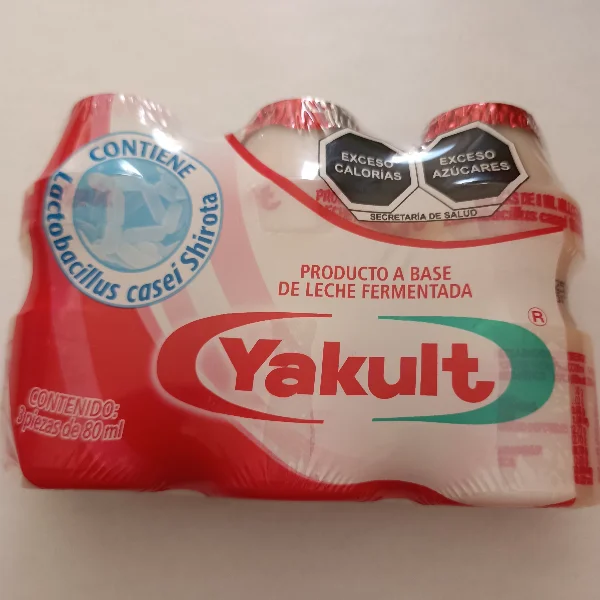 CONTIENE
Lactobacillus casei Shirota
EXCESO
CALORÍAS
EXCESO
AZÚCARES
SECRETARÍA DE SALUD
PRODUCTO A BASE
DE LECHE FERMENTADA
®
Yakult
CONTENIDO:
3 piezas de 80 ml